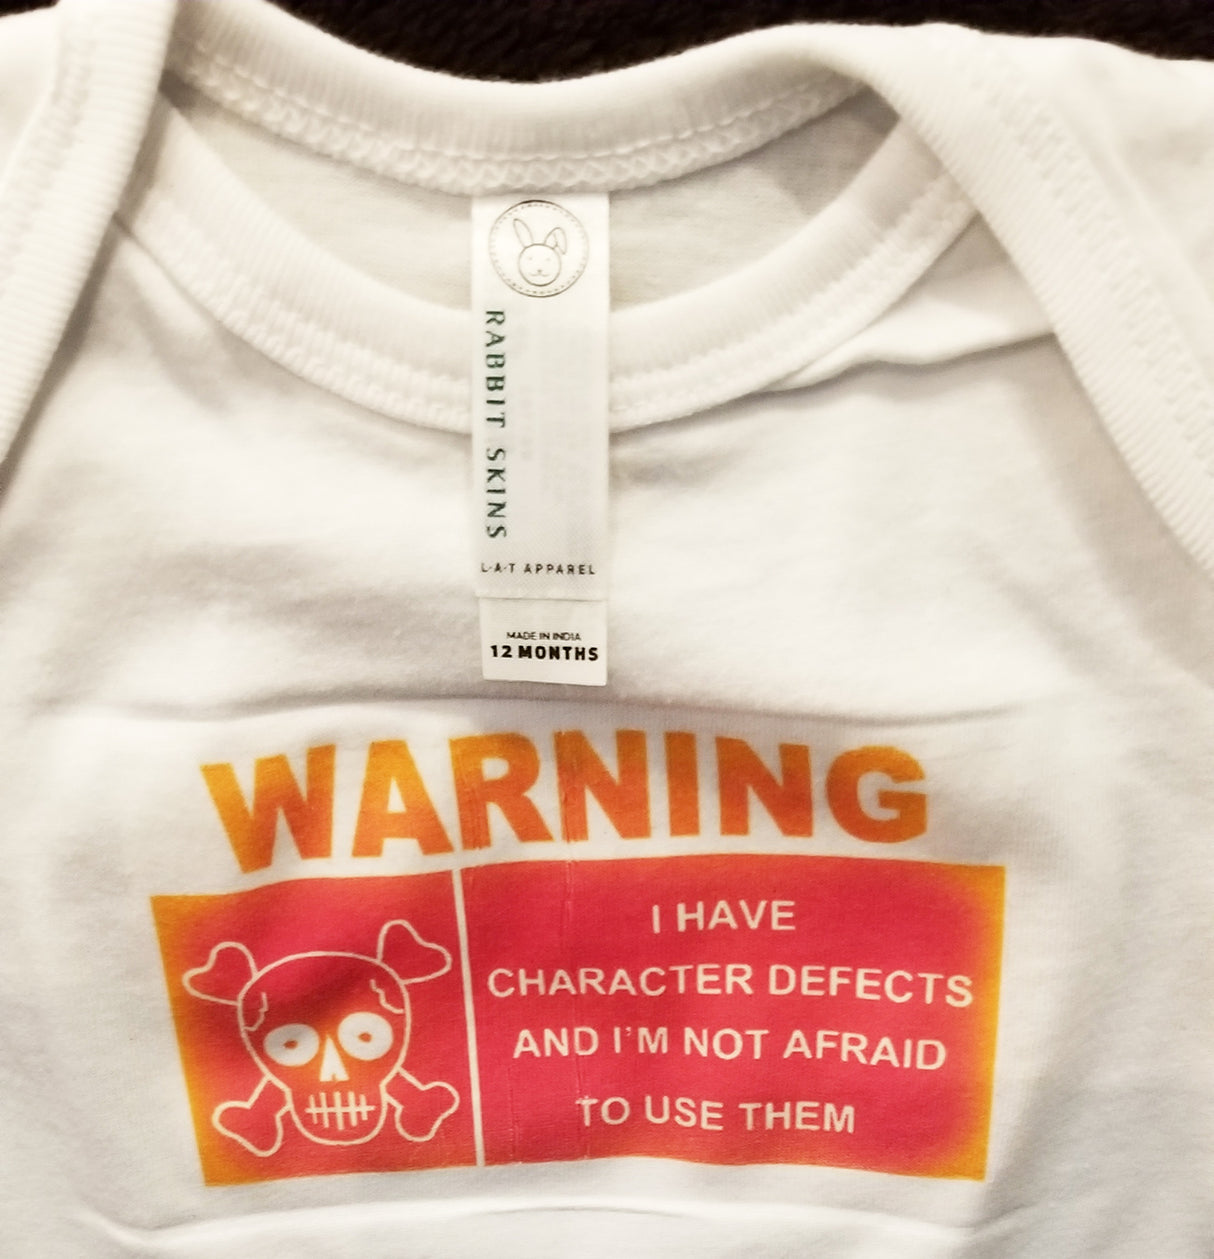 RABBIT SKINS
L·A·T APPAREL
MADE IN INDIA
12 MONTHS
WARNING
I HAVE
CHARACTER DEFECTS
AND I'M NOT AFRAID
TO USE THEM